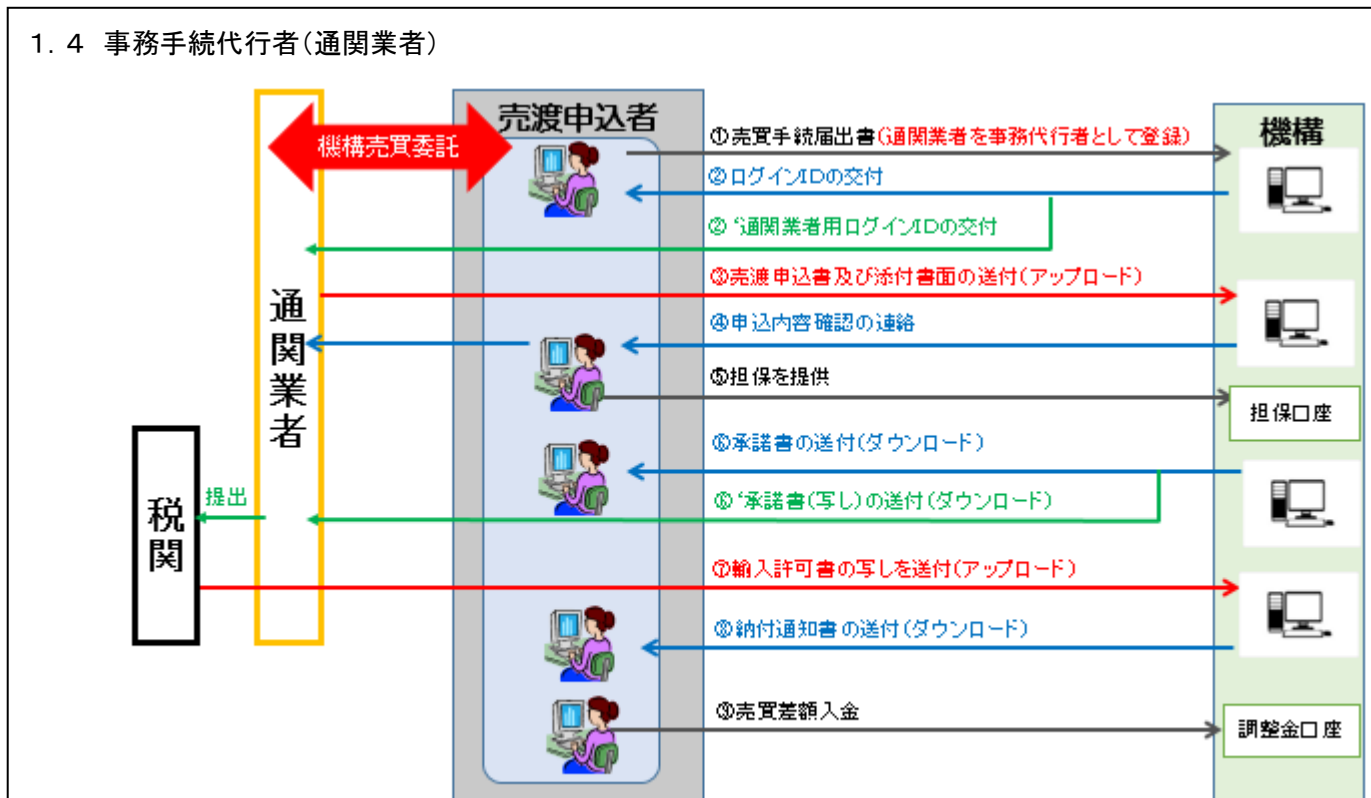 1．4 事務手続代行者（通関業者）
売渡申込者
機構
機構売買委託
①売買手続届出書（通関業者を事務代行者として登録）
②ログインIDの交付
②‘通関業者用ログインIDの交付
③売渡申込書及び添付書面の送付（アップロード）
④申込内容確認の連絡
⑤担保を提供
担保口座
⑥承諾書の送付（ダウンロード）
⑥‘承諾書（写し）の送付（ダウンロード）
通関業者
提出
税関
⑦輸入許可書の写しを送付（アップロード）
⑧納付通知書の送付（ダウンロード）
⑨売買差額入金
調整金口座